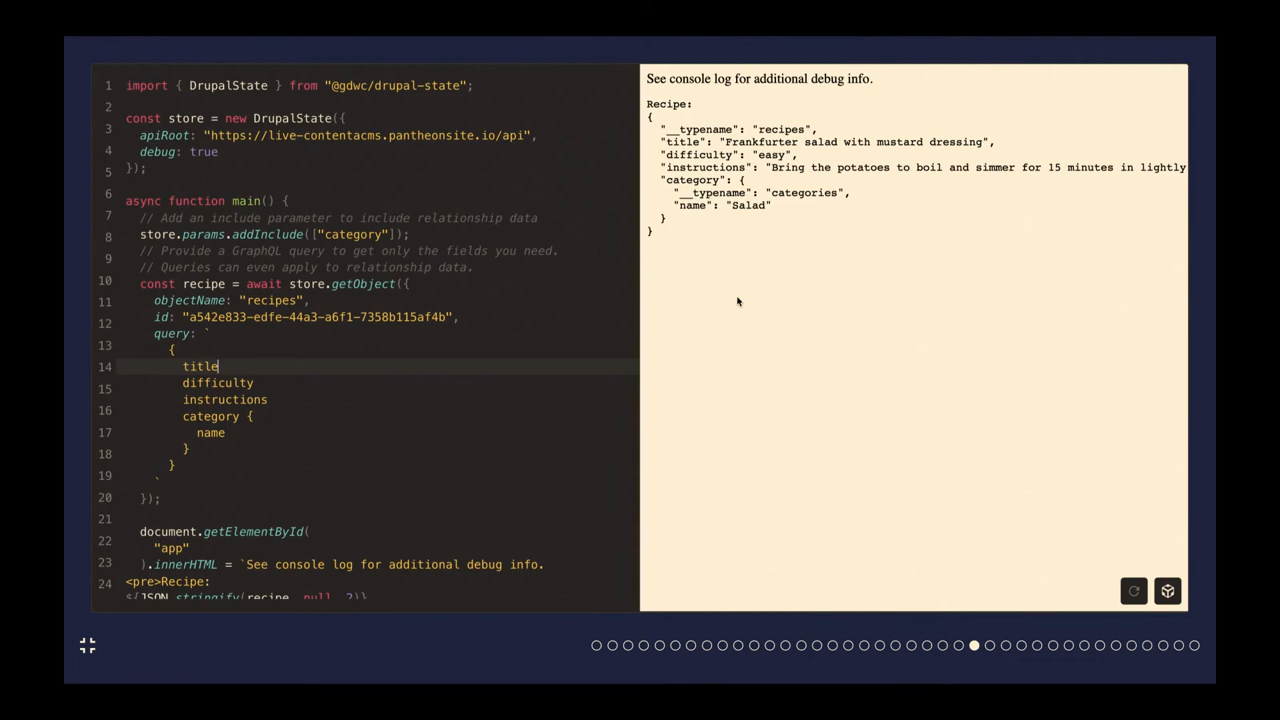 1 import { DrupalState } from "@gdwc/drupal-state";
2
3 const store = new DrupalState({
4 apiRoot: "https://live-contentacms.pantheonsite.io/api",
5 debug: true
});
6
7 async function main() {
// Add an include parameter to include relationship data
8 store.params.addInclude(["category"]);
9 // Provide a GraphQL query to get only the fields you need.
// Queries can even apply to relationship data.
10 const recipe = await store.getObject({
11 objectName: "recipes",
12 id: "a542e833-edfe-44a3-a6f1-7358b115af4b",
query: `
13 {
14 title
15 difficulty
instructions
16 category {
17 name
18 }
}
19 `
20 });
21
22 document.getElementById(
"app"
23 ).innerHTML = `See console log for additional debug info.
24 <pre>Recipe:
${JSON.stringify(recipe, null, 2)}
See console log for additional debug info.
Recipe:
{
"__typename": "recipes",
"title": "Frankfurter salad with mustard dressing",
"difficulty": "easy",
"instructions": "Bring the potatoes to boil and simmer for 15 minutes in lightly
"category": {
"__typename": "categories",
"name": "Salad"
}
}